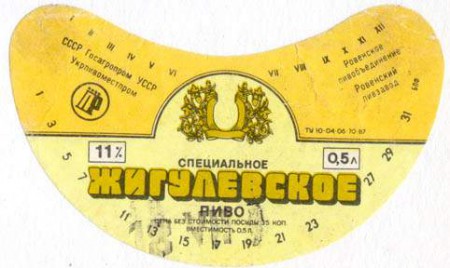 I II III IV V VI VII VIII IX X XI XII
СССР Госагропром УССР
Укрпивоместпром
Ровенское
пивобъединение
Ровенский
пивзавод
ТУ 10-04-06-10-87
11%
0,5л
СПЕЦИАЛЬНОЕ
ЖИГУЛЕВСКОЕ
ПИВО
ЦЕНА БЕЗ СТОИМОСТИ ПОСУДЫ 35 КОП.
ВМЕСТИМОСТЬ 0,5 Л.
1 3 5 7 11 13 15 17 19 21 23 27 29 31